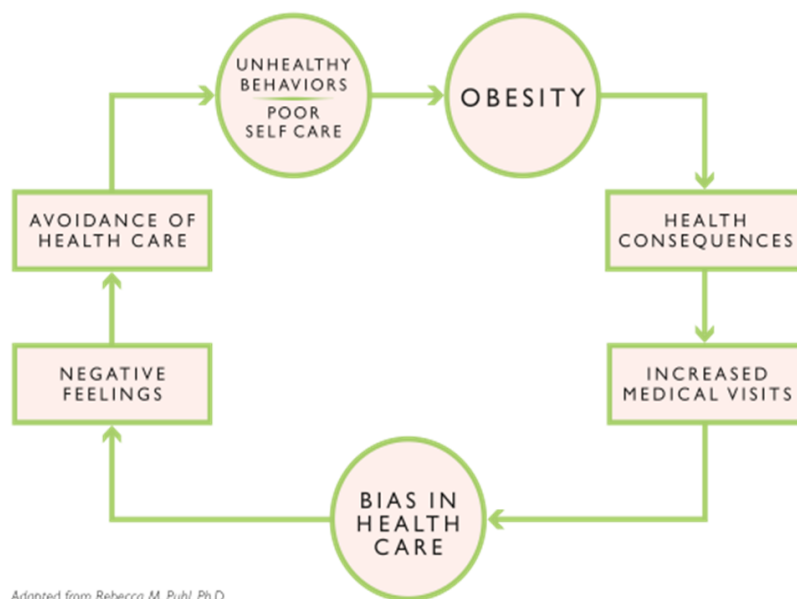 UNHEALTHY
BEHAVIORS
POOR
SELF CARE
OBESITY
AVOIDANCE OF
HEALTH CARE
HEALTH
CONSEQUENCES
NEGATIVE
FEELINGS
INCREASED
MEDICAL VISITS
BIAS IN
HEALTH
CARE
Adapted from Rebecca M. Puhl, Ph.D.